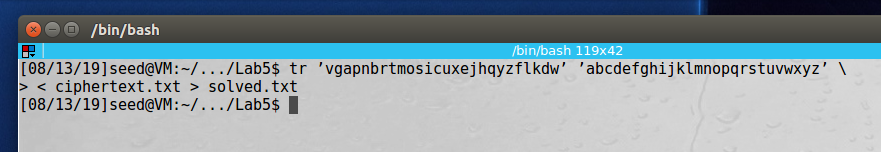 /bin/bash
/bin/bash 119x42
[08/13/19]seed@VM:~/.../Lab5$ tr ’vgapnbrtmosicuxejhqyzflkdw’ ’abcdefghijklmnopqrstuvwxyz’ \
> < ciphertext.txt > solved.txt
[08/13/19]seed@VM:~/.../Lab5$